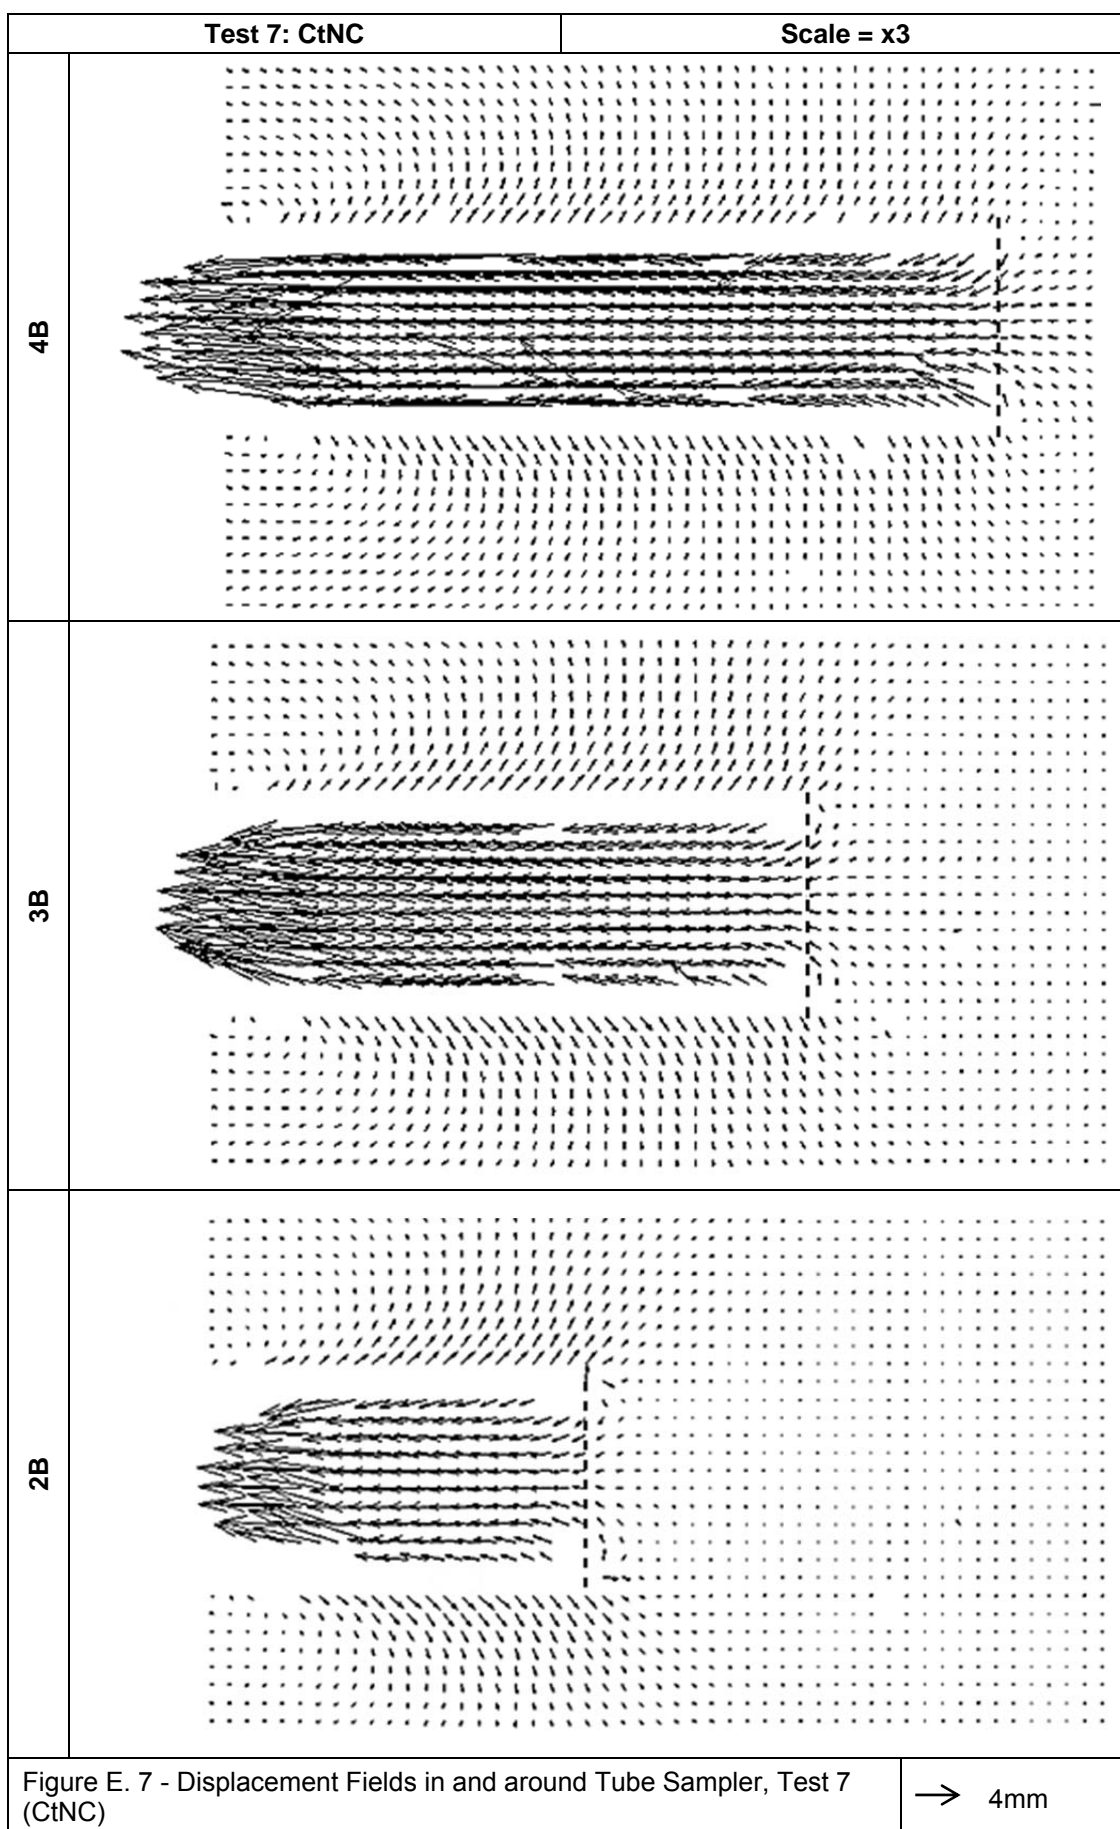 Test 7: CtNC
Scale = x3
4B
3B
2B
Figure E. 7 - Displacement Fields in and around Tube Sampler, Test 7
(CtNC)
4mm